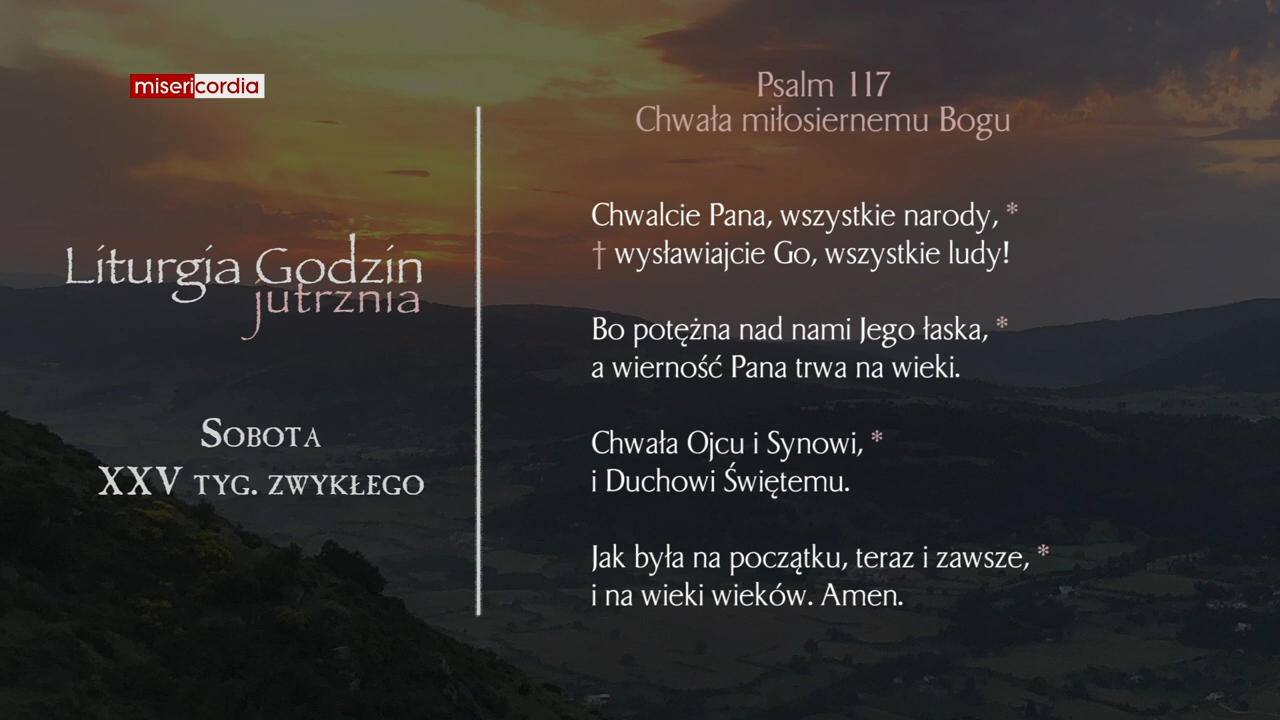 misericordia
Liturgia Godzin
jutrznia
Sobota
XXV tyg. zwykłego
Psalm 117
Chwała miłosiernemu Bogu
Chwalcie Pana, wszystkie narody, *
† wysławiajcie Go, wszystkie ludy!
Bo potężna nad nami Jego łaska, *
a wierność Pana trwa na wieki.
Chwała Ojcu i Synowi, *
i Duchowi Świętemu.
Jak była na początku, teraz i zawsze, *
i na wieki wieków. Amen.